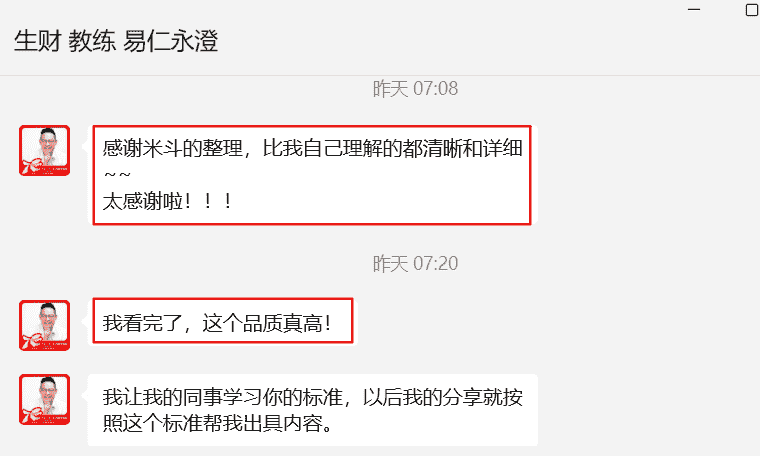 生财 教练 易仁永澄
昨天 07:08
感谢米斗的整理，比我自己理解的都清晰和详细
~~
太感谢啦！！！
昨天 07:20
我看完了，这个品质真高！
我让我的同事学习你的标准，以后我的分享就按
照这个标准帮我出具内容。